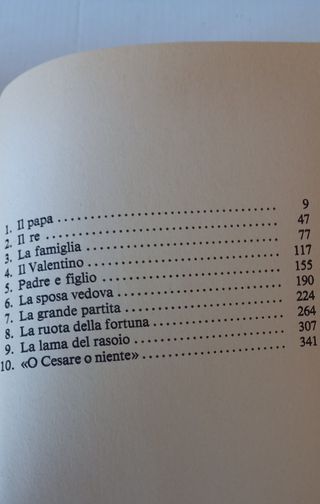 1. Il papa 9
2. Il re 47
3. La famiglia 77
4. Il Valentino 117
5. Padre e figlio 155
6. La sposa vedova 190
7. La grande partita 224
8. La ruota della fortuna 264
9. La lama del rasoio 307
10. «O Cesare o niente» 341